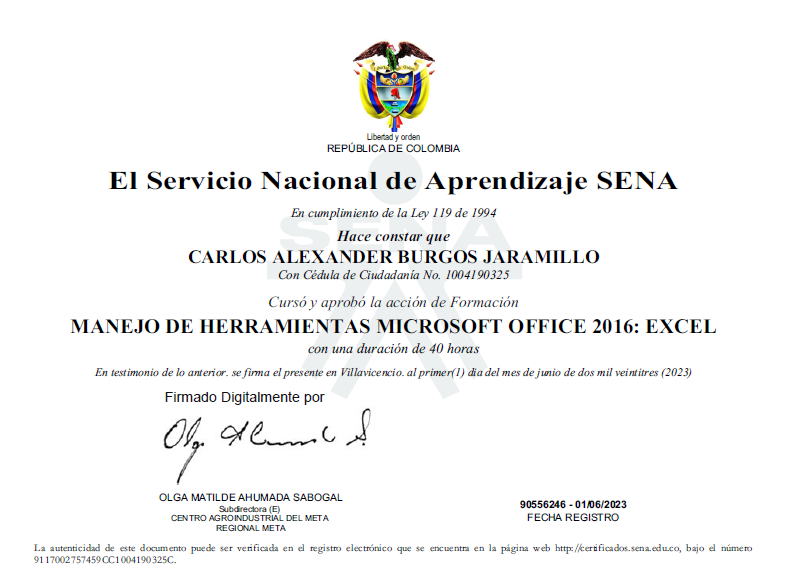 Libertad y orden
REPÚBLICA DE COLOMBIA
El Servicio Nacional de Aprendizaje SENA
En cumplimiento de la Ley 119 de 1994
SENA
Hace constar que
CARLOS ALEXANDER BURGOS JARAMILLO
Con Cédula de Ciudadanía No. 1004190325
Cursó y aprobó la acción de Formación
MANEJO DE HERRAMIENTAS MICROSOFT OFFICE 2016: EXCEL
con una duración de 40 horas
En testimonio de lo anterior. se firma el presente en Villavicencio. al primer(1) dia del mes de junio de dos mil veintitres (2023)
Firmado Digitalmente por
OLGA MATILDE AHUMADA SABOGAL
Subdirectora (E)
CENTRO AGROINDUSTRIAL DEL META
REGIONAL META
90556246 - 01/06/2023
FECHA REGISTRO
La autenticidad de este documento puede ser verificada en el registro electrónico que se encuentra en la página web http://certificados.sena.edu.co, bajo el número
9117002757459CC1004190325C.